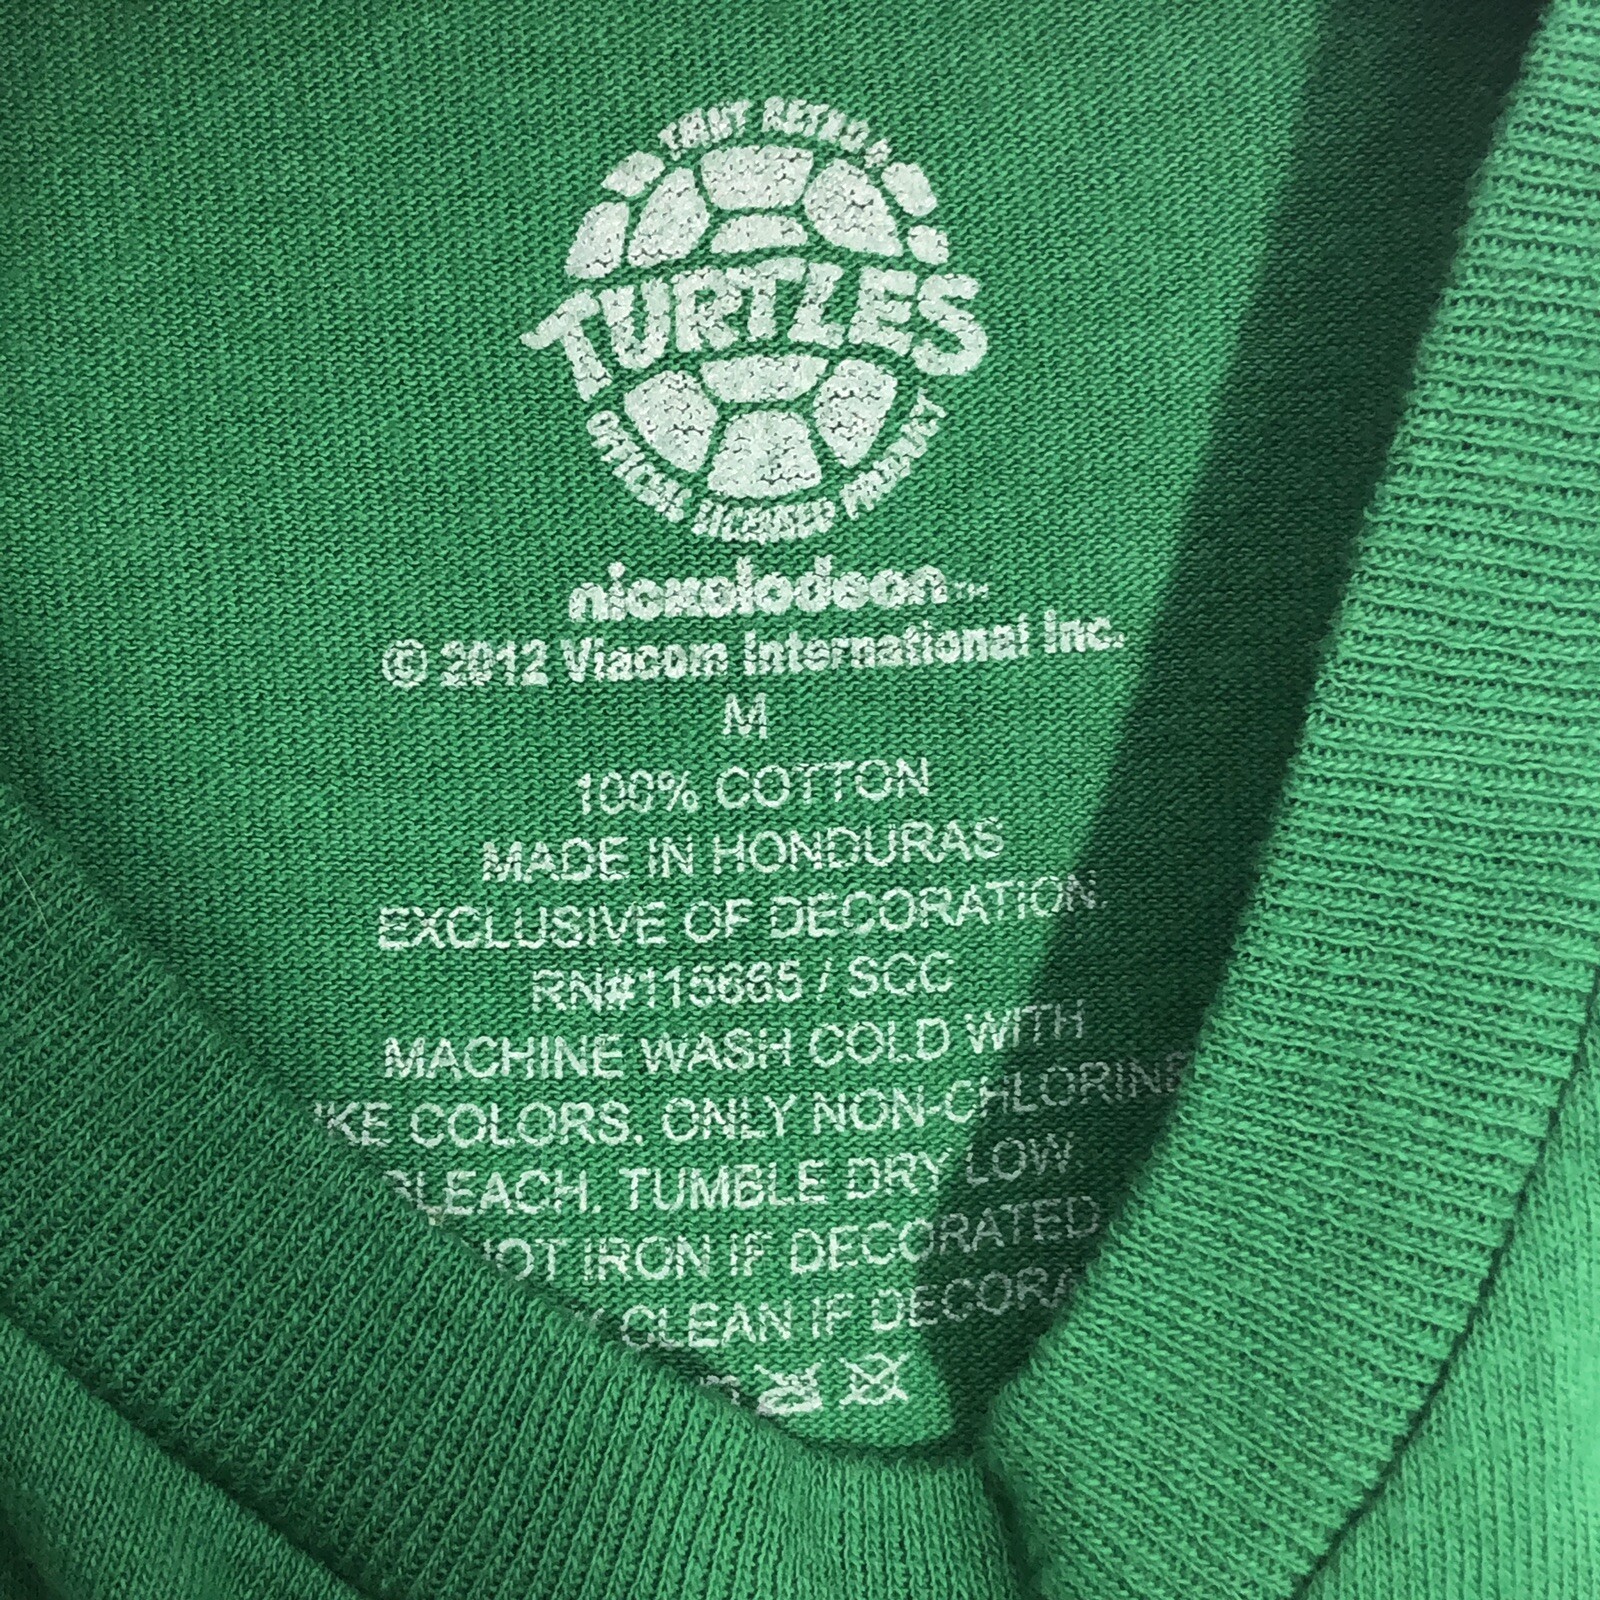 TMNT RETRO
TURTLES
OFFICIAL LICENSED PRODUCT
nickelodeon™
© 2012 Viacom International Inc.
M
100% COTTON
MADE IN HONDURAS
EXCLUSIVE OF DECORATION.
RN#115665 / SCC
MACHINE WASH COLD WITH
IKE COLORS. ONLY NON-CHLORINE
BLEACH. TUMBLE DRY LOW
OT IRON IF DECORATED
CLEAN IF DECORA